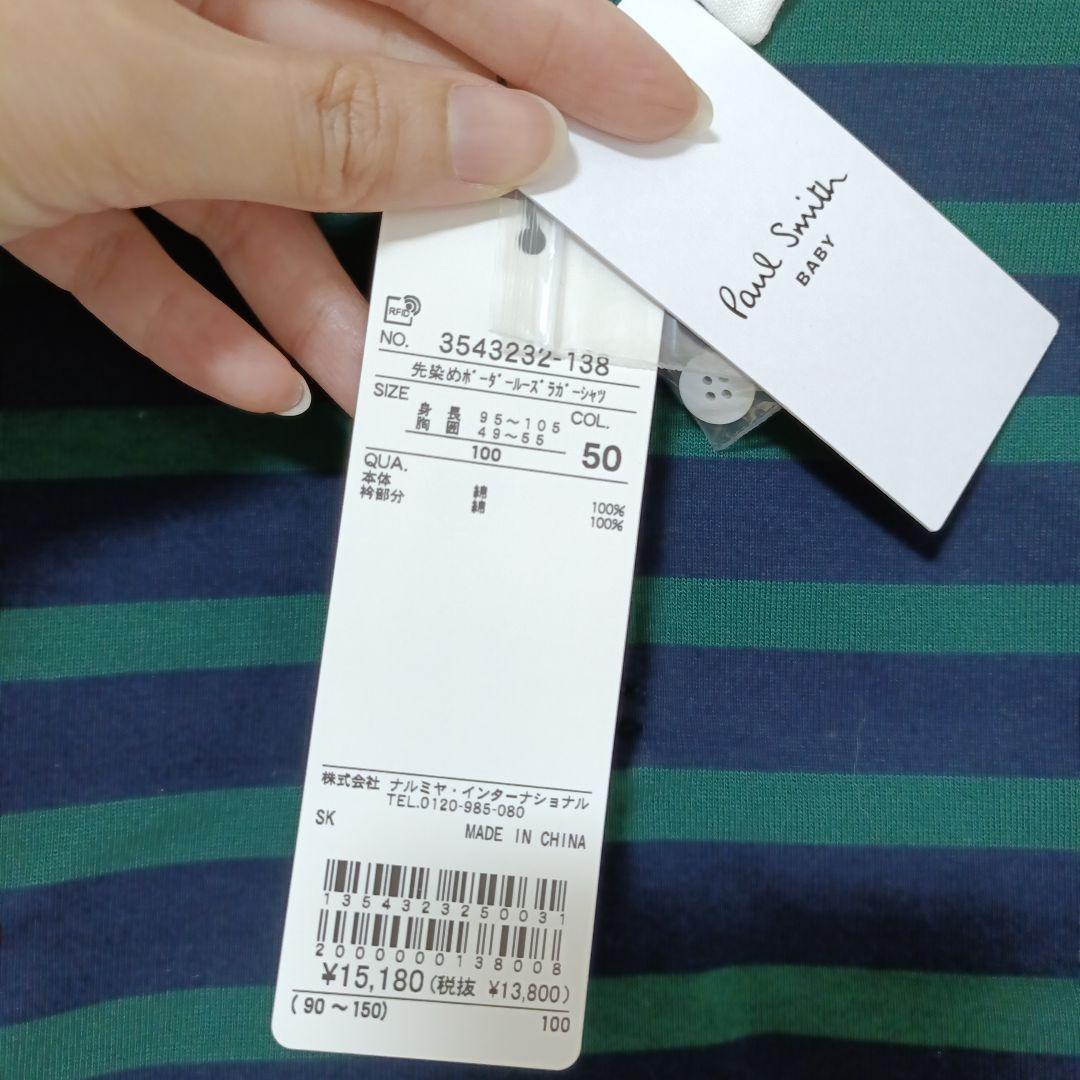 Paul Smith
BABY
RFID
NO. 3543232-138
先染めﾎﾞｰﾀﾞｰﾙｰｽﾞﾗｶﾞｰｼｬﾂ
SIZE
身長 95～105
胸囲 49～55
100
COL.
50
QUA.
本体 綿 100%
衿部分 綿 100%
株式会社 ナルミヤ・インターナショナル
TEL.0120-985-080
SK
MADE IN CHINA
1354323250031
2000000138008
¥15,180(税抜 ¥13,800)
(90～150)
100